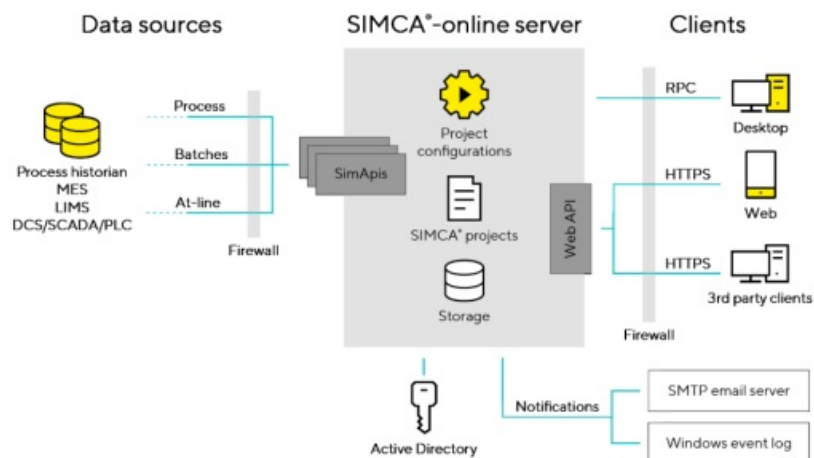 Data sources
SIMCA®-online server
Clients
Process
Batches
At-line
Process historian
MES
LIMS
DCS/SCADA/PLC
Firewall
SimApis
Project
configurations
SIMCA® projects
Storage
Web API
RPC
Desktop
HTTPS
Web
HTTPS
3rd party clients
Firewall
Active Directory
Notifications
SMTP email server
Windows event log